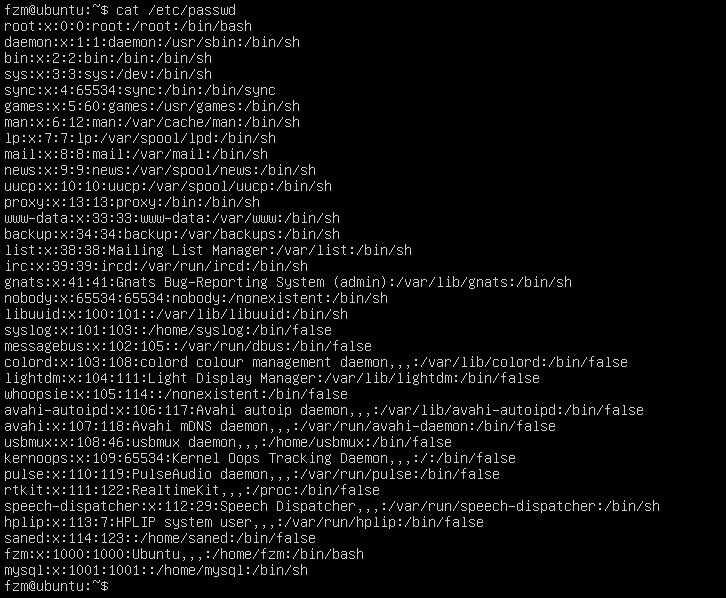 fzm@ubuntu:~$ cat /etc/passwd
root:x:0:0:root:/root:/bin/bash
daemon:x:1:1:daemon:/usr/sbin:/bin/sh
bin:x:2:2:bin:/bin:/bin/sh
sys:x:3:3:sys:/dev:/bin/sh
sync:x:4:65534:sync:/bin:/bin/sync
games:x:5:60:games:/usr/games:/bin/sh
man:x:6:12:man:/var/cache/man:/bin/sh
lp:x:7:7:lp:/var/spool/lpd:/bin/sh
mail:x:8:8:mail:/var/mail:/bin/sh
news:x:9:9:news:/var/spool/news:/bin/sh
uucp:x:10:10:uucp:/var/spool/uucp:/bin/sh
proxy:x:13:13:proxy:/bin:/bin/sh
www-data:x:33:33:www-data:/var/www:/bin/sh
backup:x:34:34:backup:/var/backups:/bin/sh
list:x:38:38:Mailing List Manager:/var/list:/bin/sh
irc:x:39:39:ircd:/var/run/ircd:/bin/sh
gnats:x:41:41:Gnats Bug-Reporting System (admin):/var/lib/gnats:/bin/sh
nobody:x:65534:65534:nobody:/nonexistent:/bin/sh
libuuid:x:100:101::/var/lib/libuuid:/bin/sh
syslog:x:101:103::/home/syslog:/bin/false
messagebus:x:102:105::/var/run/dbus:/bin/false
colord:x:103:108:colord colour management daemon,,,:/var/lib/colord:/bin/false
lightdm:x:104:111:Light Display Manager:/var/lib/lightdm:/bin/false
whoopsie:x:105:114::/nonexistent:/bin/false
avahi-autoipd:x:106:117:Avahi autoip daemon,,,:/var/lib/avahi-autoipd:/bin/false
avahi:x:107:118:Avahi mDNS daemon,,,:/var/run/avahi-daemon:/bin/false
usbmux:x:108:46:usbmux daemon,,,:/home/usbmux:/bin/false
kernoops:x:109:65534:Kernel Oops Tracking Daemon,,,:/:/bin/false
pulse:x:110:119:PulseAudio daemon,,,:/var/run/pulse:/bin/false
rtkit:x:111:122:RealtimeKit,,,:/proc:/bin/false
speech-dispatcher:x:112:29:Speech Dispatcher,,,:/var/run/speech-dispatcher:/bin/sh
hplip:x:113:7:HPLIP system user,,,:/var/run/hplip:/bin/false
saned:x:114:123::/home/saned:/bin/false
fzm:x:1000:1000:Ubuntu,,,:/home/fzm:/bin/bash
mysql:x:1001:1001::/home/mysql:/bin/sh
fzm@ubuntu:~$